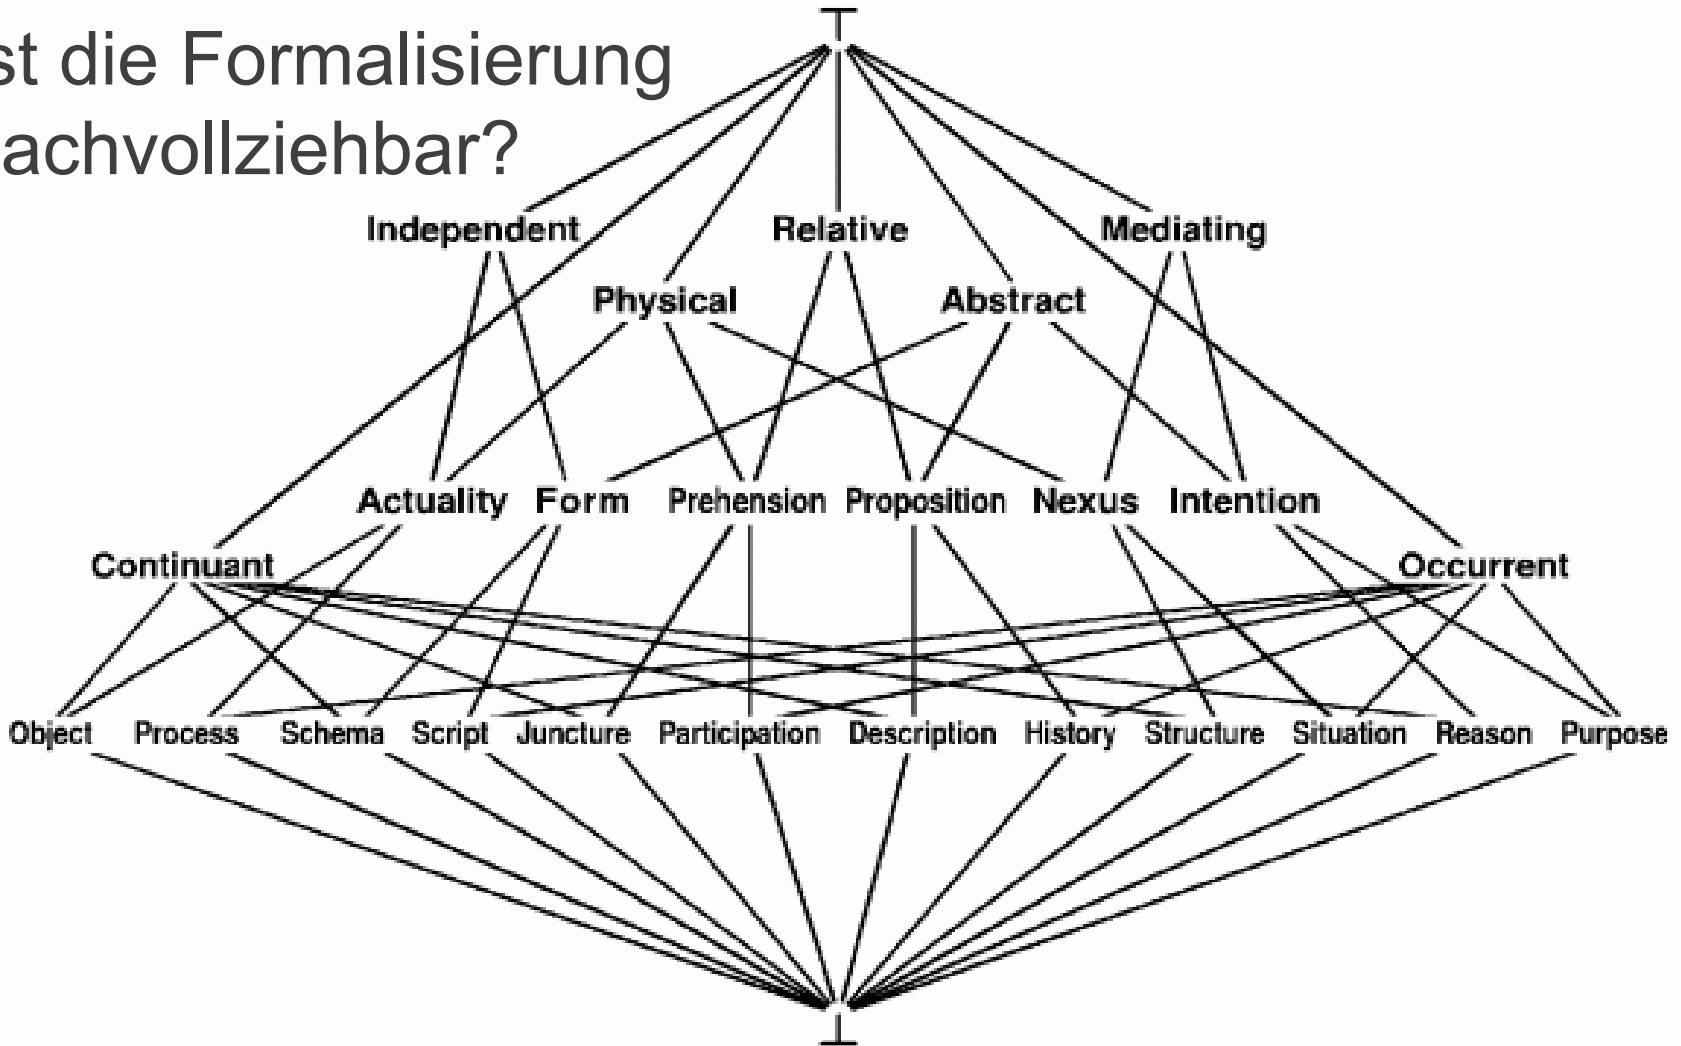 st die Formalisierung
achvollziehbar?
T
Independent Relative Mediating
Physical Abstract
Actuality Form Prehension Proposition Nexus Intention
Continuant Occurrent
Object Process Schema Script Juncture Participation Description History Structure Situation Reason Purpose
⊥